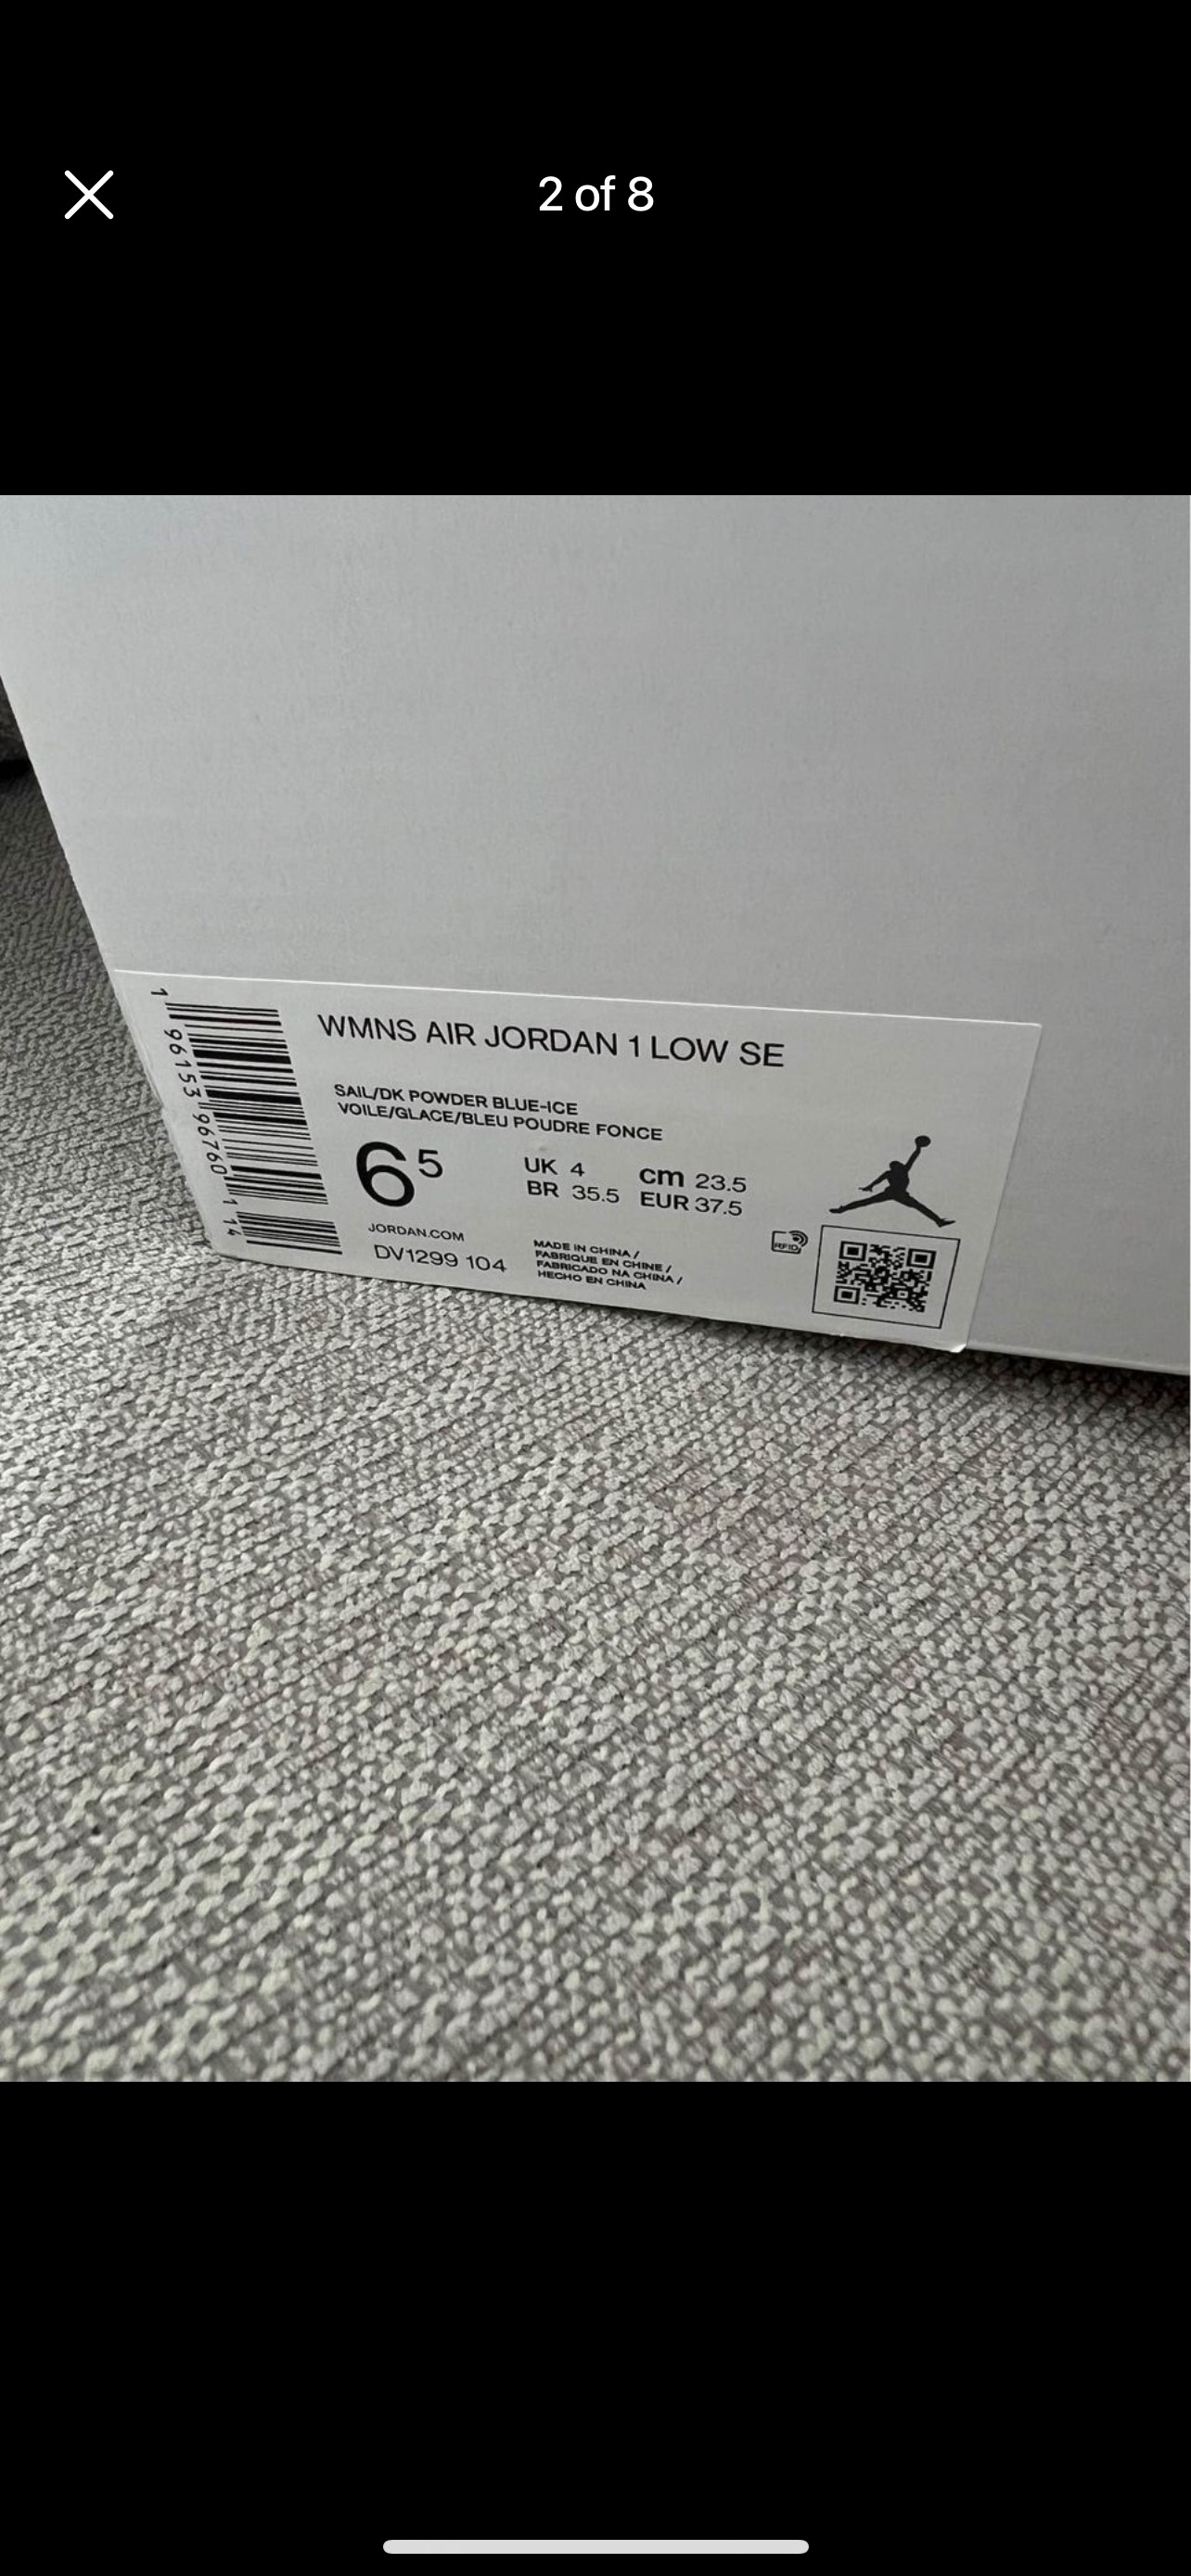 2 of 8
WMNS AIR JORDAN 1 LOW SE
SAIL/DK POWDER BLUE-ICE
VOILE/GLACE/BLEU POUDRE FONCE
6⁵
UK 4 cm 23.5
BR 35.5 EUR 37.5
JORDAN.COM
DV1299 104
MADE IN CHINA /
FABRIQUE EN CHINE /
FABRICADO NA CHINA /
HECHO EN CHINA
RFID
1 96153 96760 1 14